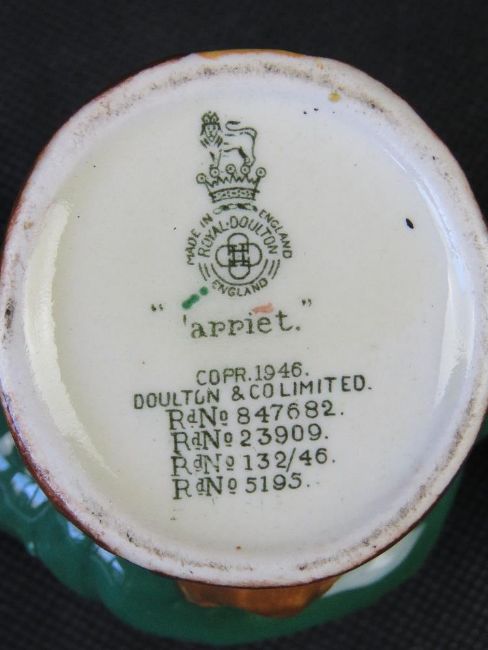 MADE IN ENGLAND
ROYAL·DOULTON
ENGLAND
" 'arriet."
COPR.1946.
DOULTON & CO LIMITED.
RdNo 847682.
RdNo 23909.
RdNo 132/46.
RdNo 5195.